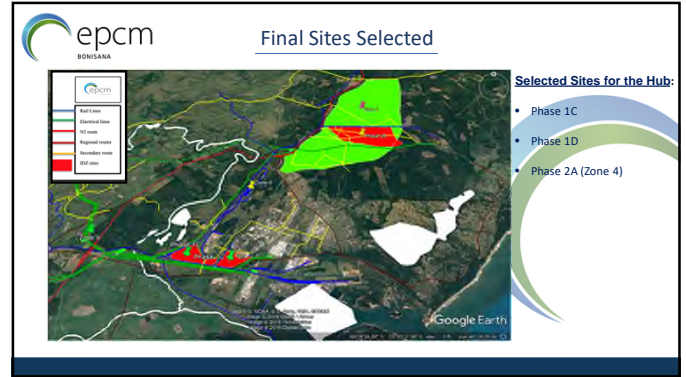 epcm
BONISANA
Final Sites Selected
epcm
Rail Lines
Electrical lines
N2 route
Regional routes
Secondary route
IDZ sites
Selected Sites for the Hub:
• Phase 1C
• Phase 1D
• Phase 2A (Zone 4)
Google Earth